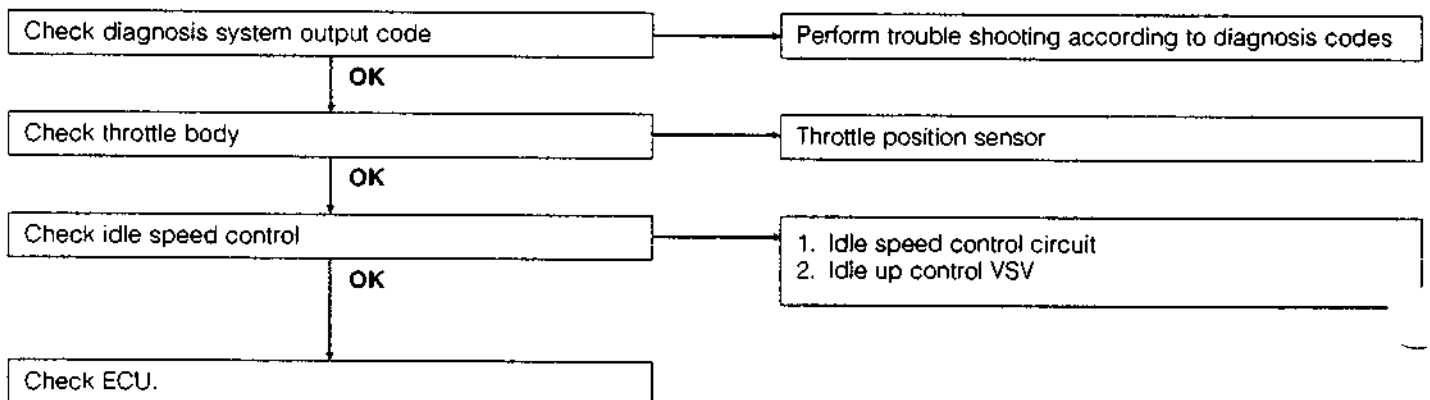 Check diagnosis system output code
Perform trouble shooting according to diagnosis codes
OK
Check throttle body
Throttle position sensor
OK
Check idle speed control
1. Idle speed control circuit
2. Idle up control VSV
OK
Check ECU.